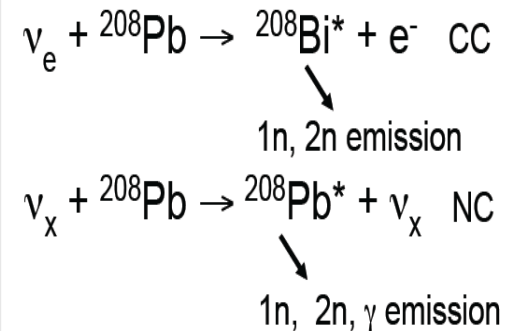 νₑ + ²⁰⁸Pb → ²⁰⁸Bi* + e⁻ CC
1n, 2n emission
νₓ + ²⁰⁸Pb → ²⁰⁸Pb* + νₓ NC
1n, 2n, γ emission